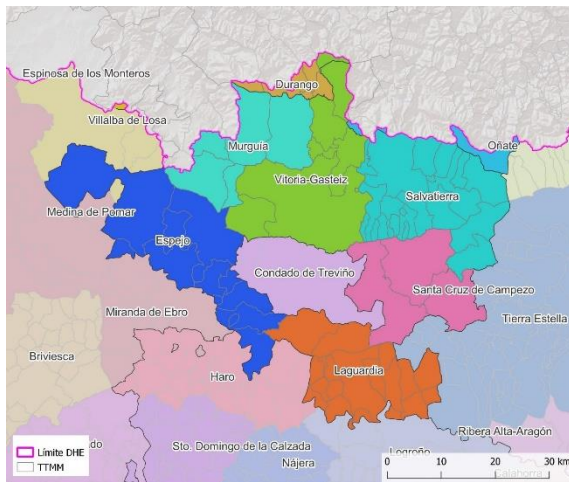 Espinosa de los Monteros
Durango
Villalba de Losa
Murguia
Oñate
Vitoria-Gasteiz
Salvatierra
Medina de Pomar
Espejo
Condado de Treviño
Santa Cruz de Campezo
Miranda de Ebro
Tierra Estella
Briviesca
Haro
Laguardia
Ribera Alta-Aragón
Sto. Domingo de la Calzada
Logroño
Nájera
Calahorra
Límite DHE
TTMM
0 10 20 30 km